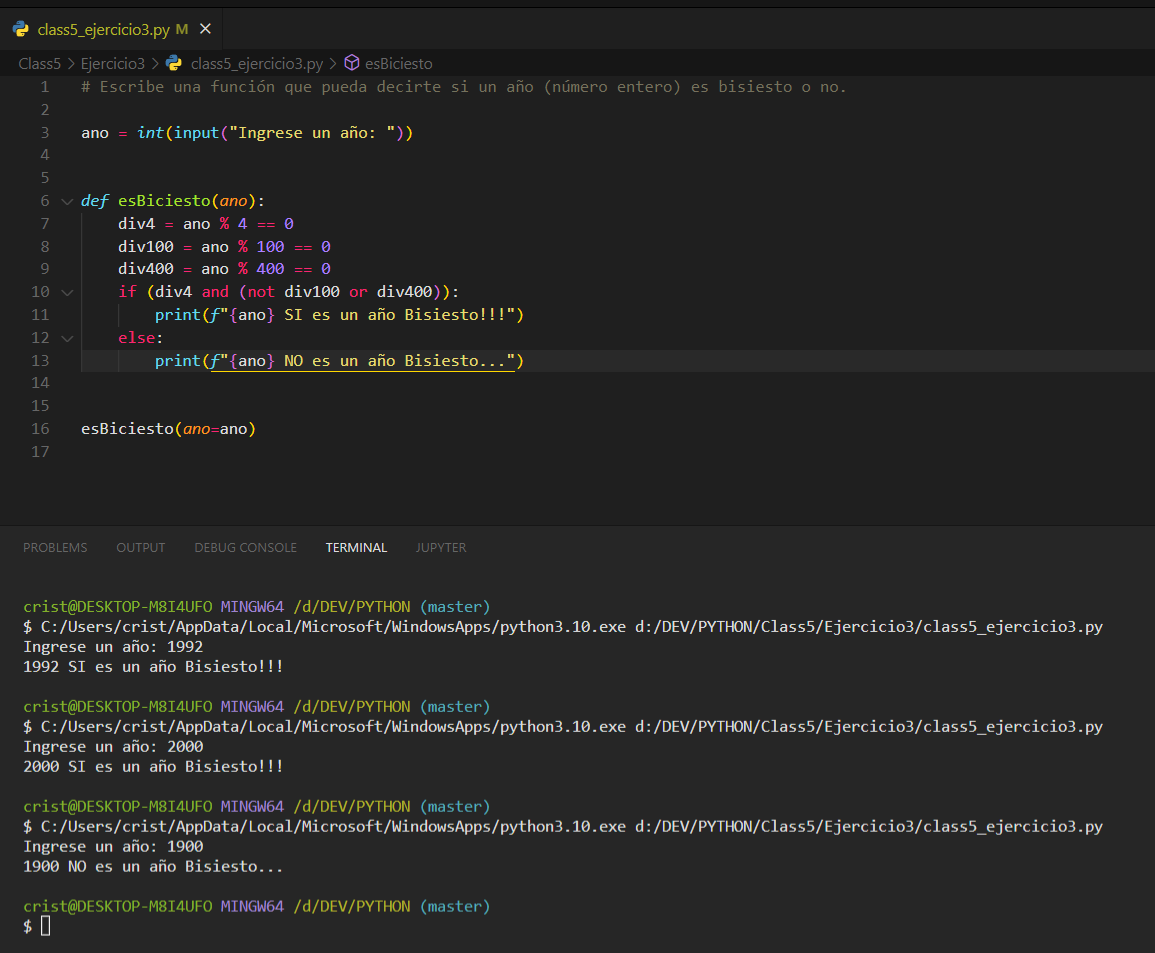 class5_ejercicio3.py M ×
Class5 > Ejercicio3 > class5_ejercicio3.py > esBiciesto
1 # Escribe una función que pueda decirte si un año (número entero) es bisiesto o no.
2
3 ano = int(input("Ingrese un año: "))
4
5
6 def esBiciesto(ano):
7     div4 = ano % 4 == 0
8     div100 = ano % 100 == 0
9     div400 = ano % 400 == 0
10     if (div4 and (not div100 or div400)):
11         print(f"{ano} SI es un año Bisiesto!!!")
12     else:
13         print(f"{ano} NO es un año Bisiesto...")
14
15
16 esBiciesto(ano=ano)
17
PROBLEMS OUTPUT DEBUG CONSOLE TERMINAL JUPYTER
crist@DESKTOP-M8I4UFO MINGW64 /d/DEV/PYTHON (master)
$ C:/Users/crist/AppData/Local/Microsoft/WindowsApps/python3.10.exe d:/DEV/PYTHON/Class5/Ejercicio3/class5_ejercicio3.py
Ingrese un año: 1992
1992 SI es un año Bisiesto!!!
crist@DESKTOP-M8I4UFO MINGW64 /d/DEV/PYTHON (master)
$ C:/Users/crist/AppData/Local/Microsoft/WindowsApps/python3.10.exe d:/DEV/PYTHON/Class5/Ejercicio3/class5_ejercicio3.py
Ingrese un año: 2000
2000 SI es un año Bisiesto!!!
crist@DESKTOP-M8I4UFO MINGW64 /d/DEV/PYTHON (master)
$ C:/Users/crist/AppData/Local/Microsoft/WindowsApps/python3.10.exe d:/DEV/PYTHON/Class5/Ejercicio3/class5_ejercicio3.py
Ingrese un año: 1900
1900 NO es un año Bisiesto...
crist@DESKTOP-M8I4UFO MINGW64 /d/DEV/PYTHON (master)
$